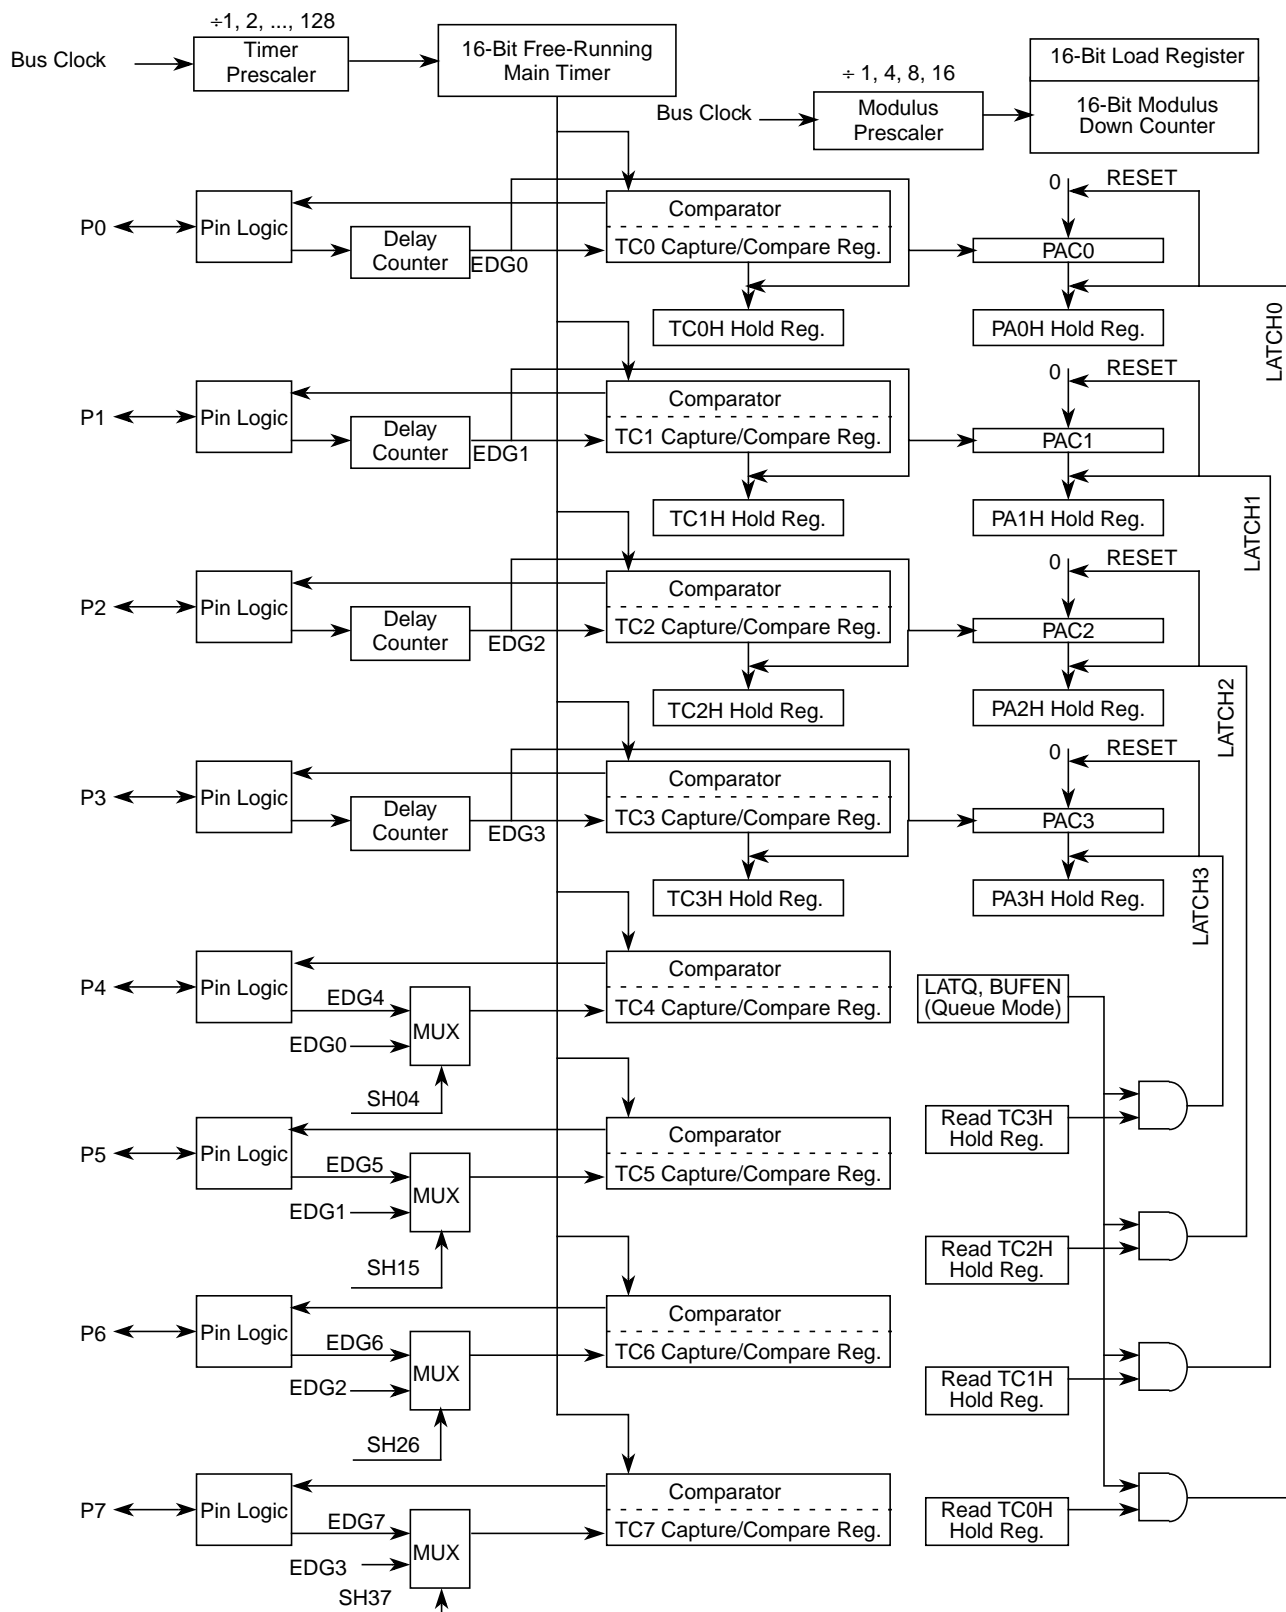 ÷1, 2, ..., 128
Bus Clock
Timer
Prescaler
16-Bit Free-Running
Main Timer
÷ 1, 4, 8, 16
Bus Clock
Modulus
Prescaler
16-Bit Load Register
16-Bit Modulus
Down Counter
P0
Pin Logic
Delay
Counter
EDG0
Comparator
TC0 Capture/Compare Reg.
TC0H Hold Reg.
0
RESET
PAC0
PA0H Hold Reg.
LATCH0
P1
Pin Logic
Delay
Counter
EDG1
Comparator
TC1 Capture/Compare Reg.
TC1H Hold Reg.
0
RESET
PAC1
PA1H Hold Reg.
LATCH1
P2
Pin Logic
Delay
Counter
EDG2
Comparator
TC2 Capture/Compare Reg.
TC2H Hold Reg.
0
RESET
PAC2
PA2H Hold Reg.
LATCH2
P3
Pin Logic
Delay
Counter
EDG3
Comparator
TC3 Capture/Compare Reg.
TC3H Hold Reg.
0
RESET
PAC3
PA3H Hold Reg.
LATCH3
P4
Pin Logic
EDG4
EDG0
MUX
SH04
Comparator
TC4 Capture/Compare Reg.
LATQ, BUFEN
(Queue Mode)
P5
Pin Logic
EDG5
EDG1
MUX
SH15
Comparator
TC5 Capture/Compare Reg.
Read TC3H
Hold Reg.
Read TC2H
Hold Reg.
P6
Pin Logic
EDG6
EDG2
MUX
SH26
Comparator
TC6 Capture/Compare Reg.
Read TC1H
Hold Reg.
P7
Pin Logic
EDG7
EDG3
MUX
SH37
Comparator
TC7 Capture/Compare Reg.
Read TC0H
Hold Reg.